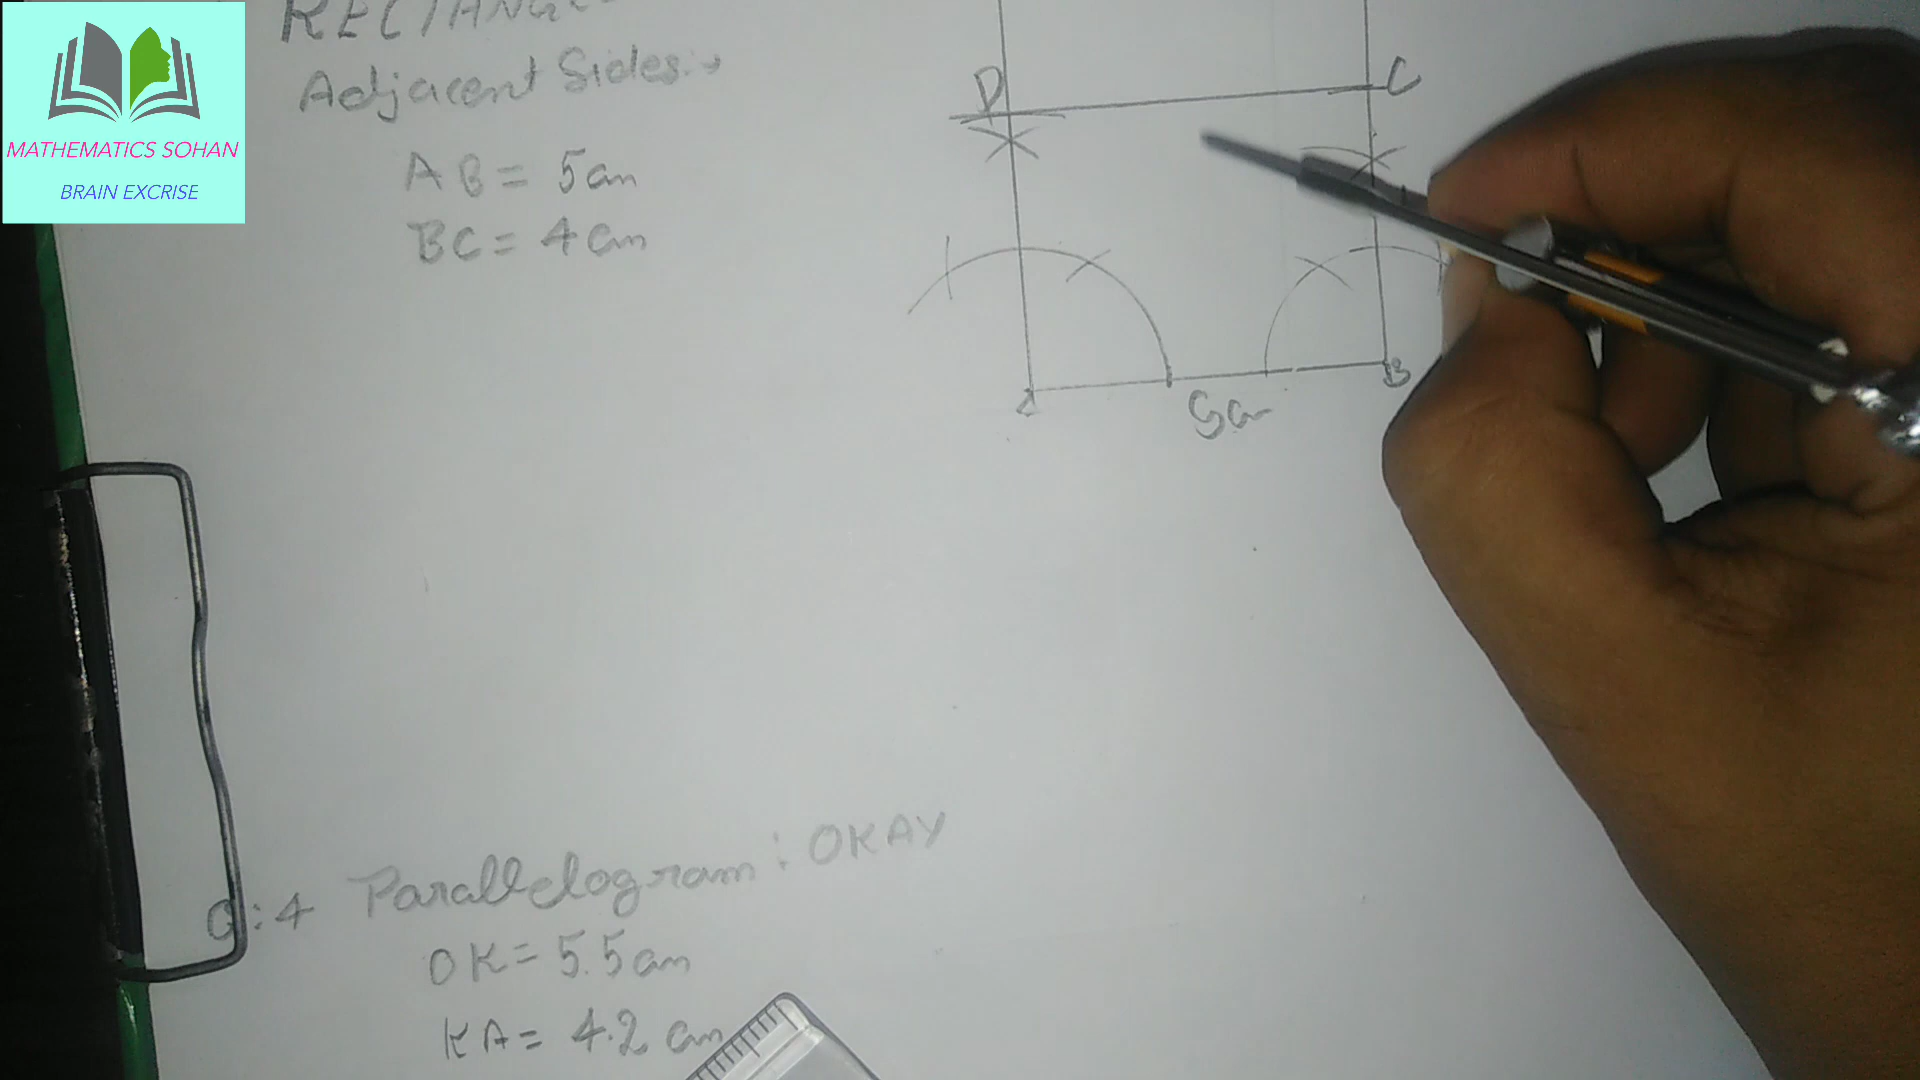 MATHEMATICS SOHAN
BRAIN EXCRISE
RECTANGLE
Adjacent Sides:
AB = 5cm
BC = 4cm
D
C
A
B
5cm
Q:4 Parallelogram: OKAY
OK = 5.5cm
KA = 4.2 cm